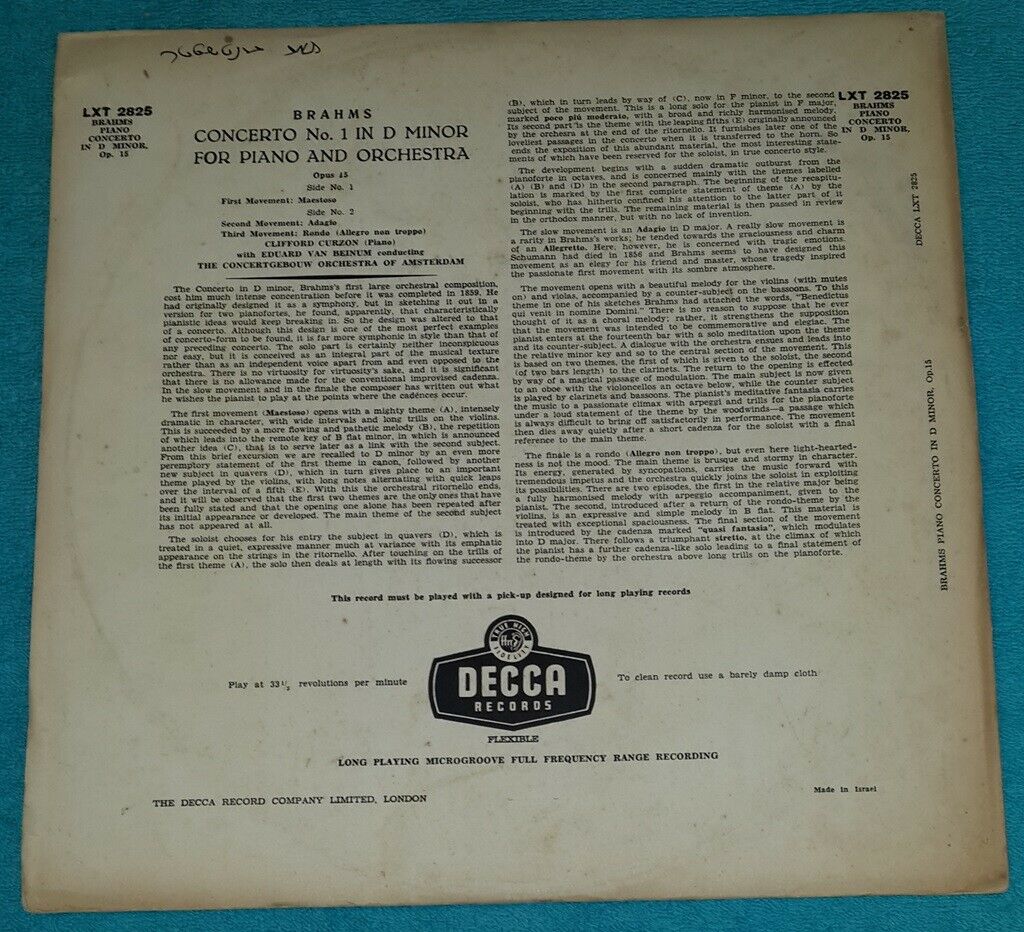 LXT 2825
BRAHMS
PIANO
CONCERTO
IN D MINOR,
Op. 15
BRAHMS
CONCERTO No. 1 IN D MINOR
FOR PIANO AND ORCHESTRA
Opus 15
Side No. 1
First Movement: Maestoso
Side No. 2
Second Movement: Adagio
Third Movement: Rondo (Allegro non troppo)
CLIFFORD CURZON (Piano)
with EDUARD VAN BEINUM conducting
THE CONCERTGEBOUW ORCHESTRA OF AMSTERDAM
The Concerto in D minor, Brahms's first large orchestral composition,
cost him much intense concentration before it was completed in 1859. He
had originally designed it as a symphony, but in sketching it out in a
version for two pianofortes, he found, apparently, that characteristically
pianistic ideas would keep breaking in. So the design was altered to that
of a concerto. Although this design is one of the most perfect examples
of concerto-form to be found, it is far more symphonic in style than that of
any preceding concerto. The solo part is certainly neither inconspicuous
nor easy, but it is conceived as an integral part of the musical texture
rather than as an independent voice apart from and even opposed to the
orchestra. There is no virtuosity for virtuosity's sake, and it is significant
that there is no allowance made for the conventional improvised cadenza.
In the slow movement and in the finale the composer has written out what
he wishes the pianist to play at the points where the cadences occur.
The first movement (Maestoso) opens with a mighty theme (A), intensely
dramatic in character, with wide intervals and long trills on the violins.
This is succeeded by a more flowing and pathetic melody (B), the repetition
of which leads into the remote key of B flat minor, in which is announced
another idea (C), that is to serve later as a link with the second subject.
From this brief excursion we are recalled to D minor by an even more
peremptory statement of the first theme in canon, followed by another
new subject in quavers (D), which in turn gives place to an important
theme played by the violins, with long notes alternating with quick leaps
over the interval of a fifth (E). With this the orchestral ritornello ends,
and it will be observed that the first two themes are the only ones that have
been fully stated and that the opening one alone has been repeated after
its initial appearance or developed. The main theme of the second subject
has not appeared at all.
The soloist chooses for his entry the subject in quavers (D), which is
treated in a quiet, expressive manner much at variance with its emphatic
appearance on the strings in the ritornello. After touching on the trills of
the first theme (A), the solo then deals at length with its flowing successor
(B), which in turn leads by way of (C), now in F minor, to the second
subject of the movement. This is a long solo for the pianist in F major,
marked poco più moderato, with a broad and richly harmonised melody.
Its second part is the theme with the leaping fifths (E) originally announced
by the orchesra at the end of the ritornello. It furnishes later one of the
loveliest passages in the concerto when it is transferred to the horn. So
ends the exposition of this abundant material, the most interesting state-
ments of which have been reserved for the soloist, in true concerto style.
The development begins with a sudden dramatic outburst from the
pianoforte in octaves, and is concerned mainly with the themes labelled
(A) (B) and (D) in the second paragraph. The beginning of the recapitu-
lation is marked by the first complete statement of theme (A) by the
soloist, who has hitherto confined his attention to the latter part of it
beginning with the trills. The remaining material is then passed in review
in the orthodox manner, but with no lack of invention.
The slow movement is an Adagio in D major. A really slow movement is
a rarity in Brahms's works; he tended towards the graciousness and charm
of an Allegretto. Here, however, he is concerned with tragic emotions.
Schumann had died in 1856 and Brahms seems to have designed this
movement as an elegy for his friend and master, whose tragedy inspired
the passionate first movement with its sombre atmosphere.
The movement opens with a beautiful melody for the violins (with mutes
on) and violas, accompanied by a counter-subject on the bassoons. To this
theme in one of his sketches Brahms had attached the words, "Benedictus
qui venit in nomine Domini." There is no reason to suppose that he ever
thought of it as a choral melody; rather, it strengthens the supposition
that the movement was intended to be commemorative and elegiac. The
pianist enters at the fourteenth bar with a solo meditation upon the theme
and its counter-subject. A dialogue with the orchestra ensues and leads into
the relative minor key and so to the central section of the movement. This
is based on two themes, the first of which is given to the soloist, the second
(of two bars length) to the clarinets. The return to the opening is effected
by way of a magical passage of modulation. The main subject is now given
to an oboe with the violoncellos an octave below, while the counter subject
is played by clarinets and bassoons. The pianist's meditative fantasia carries
the music to a passionate climax with arpeggi and trills for the pianoforte
under a loud statement of the theme by the woodwinds—a passage which
is always difficult to bring off satisfactorily in performance. The movement
then dies away quietly after a short cadenza for the soloist with a final
reference to the main theme.
The finale is a rondo (Allegro non troppo), but even here light-hearted-
ness is not the mood. The main theme is brusque and stormy in character.
Its energy, generated by syncopations, carries the music forward with
tremendous impetus and the orchestra quickly joins the soloist in exploiting
its possibilities. There are two episodes, the first in the relative major being
a fully harmonised melody with arpeggio accompaniment, given to the
pianist. The second, introduced after a return of the rondo-theme by the
violins, is an expressive and simple melody in B flat. This material is
treated with exceptional spaciousness. The final section of the movement
is introduced by the cadenza marked "quasi fantasia", which modulates
into D major. There follows a triumphant stretto, at the climax of which
the pianist has a further cadenza-like solo leading to a final statement of
the rondo-theme by the orchestra above long trills on the pianoforte.
LXT 2825
BRAHMS
PIANO
CONCERTO
IN D MINOR,
Op. 15
DECCA LXT 2825
BRAHMS PIANO CONCERTO IN D MINOR, Op.15
This record must be played with a pick-up designed for long playing records
TRUE HIGH
FIDELITY
Play at 33⅓ revolutions per minute
DECCA
RECORDS
To clean record use a barely damp cloth
FLEXIBLE
LONG PLAYING MICROGROOVE FULL FREQUENCY RANGE RECORDING
Made in Israel
THE DECCA RECORD COMPANY LIMITED, LONDON